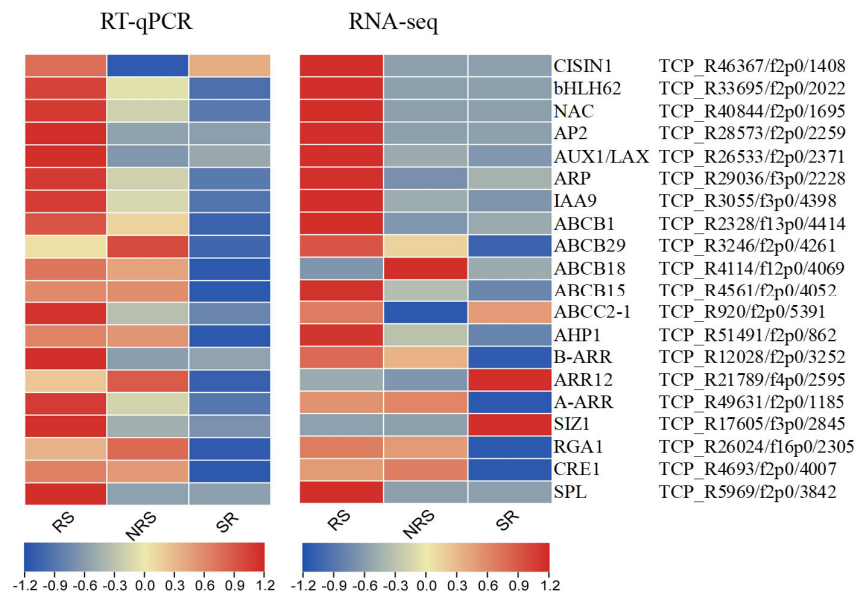 RT-qPCR RNA-seq
CISIN1 TCP_R46367/f2p0/1408
bHLH62 TCP_R33695/f2p0/2022
NAC TCP_R40844/f2p0/1695
AP2 TCP_R28573/f2p0/2259
AUX1/LAX TCP_R26533/f2p0/2371
ARP TCP_R29036/f3p0/2228
IAA9 TCP_R3055/f3p0/4398
ABCB1 TCP_R2328/f13p0/4414
ABCB29 TCP_R3246/f2p0/4261
ABCB18 TCP_R4114/f12p0/4069
ABCB15 TCP_R4561/f2p0/4052
ABCC2-1 TCP_R920/f2p0/5391
AHP1 TCP_R51491/f2p0/862
B-ARR TCP_R12028/f2p0/3252
ARR12 TCP_R21789/f4p0/2595
A-ARR TCP_R49631/f2p0/1185
SIZ1 TCP_R17605/f3p0/2845
RGA1 TCP_R26024/f16p0/2305
CRE1 TCP_R4693/f2p0/4007
SPL TCP_R5969/f2p0/3842
RS NRS SR RS NRS SR
-1.2 -0.9 -0.6 -0.3 0.0 0.3 0.6 0.9 1.2 -1.2 -0.9 -0.6 -0.3 -0.0 0.3 0.6 0.9 1.2